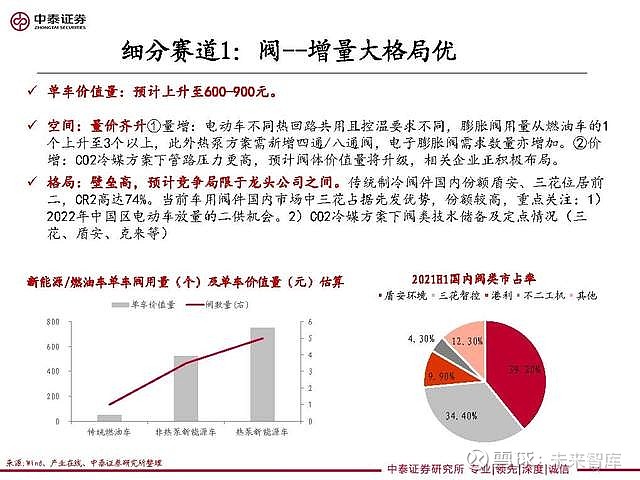 中泰证券
ZHONGTAI SECURITIES
细分赛道1：阀--增量大格局优
✓ 单车价值量：预计上升至600-900元。
✓ 空间：量价齐升①量增：电动车不同热回路共用且控温要求不同，膨胀阀用量从燃油车的1
个上升至3个以上，此外热泵方案需新增四通/八通阀，电子膨胀阀需求数量亦增加。②价
增：CO2冷媒方案下管路压力更高，预计阀体价值量将升级，相关企业正积极布局。
✓ 格局：壁垒高，预计竞争局限于龙头公司之间。传统制冷阀件国内份额盾安、三花位居前
二，CR2高达74%。当前车用阀件国内市场中三花占据先发优势，份额较高，重点关注：1）
2022年中国区电动车放量的二供机会。2）CO2冷媒方案下阀类技术储备及定点情况（三
花、盾安、克来等）
新能源/燃油车单车阀用量（个）及单车价值量（元）估算
单车价值量 阀数量(右)
800
600
400
200
0
6
5
4
3
2
1
0
传统燃油车 非热泵新能源车 热泵新能源车
2021H1国内阀类市占率
盾安环境 三花智控 港利 不二工机 其他
39.20%
34.40%
9.90%
4.30%
12.30%
来源：Wind、产业在线、中泰证券研究所整理
雪球：未来智库
中泰证券研究所 专业|领先|深度|诚信